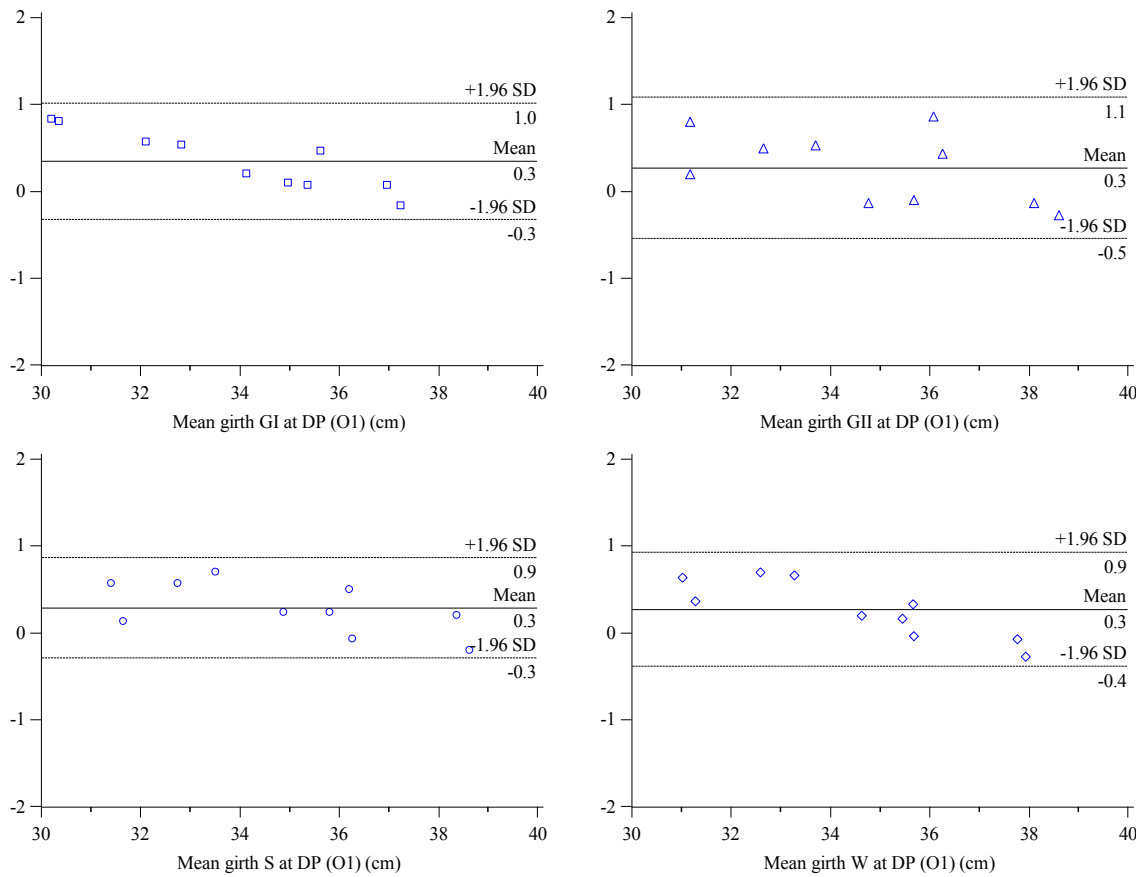 2
+1.96 SD
1
1.0
Mean
0.3
0
-1.96 SD
-0.3
-1
-2
30 32 34 36 38 40
Mean girth GI at DP (O1) (cm)
2
+1.96 SD
1
1.1
Mean
0.3
0
-1.96 SD
-0.5
-1
-2
30 32 34 36 38 40
Mean girth GII at DP (O1) (cm)
2
+1.96 SD
1
0.9
Mean
0.3
0
-1.96 SD
-0.3
-1
-2
30 32 34 36 38 40
Mean girth S at DP (O1) (cm)
2
+1.96 SD
1
0.9
Mean
0.3
0
-1.96 SD
-0.4
-1
-2
30 32 34 36 38 40
Mean girth W at DP (O1) (cm)